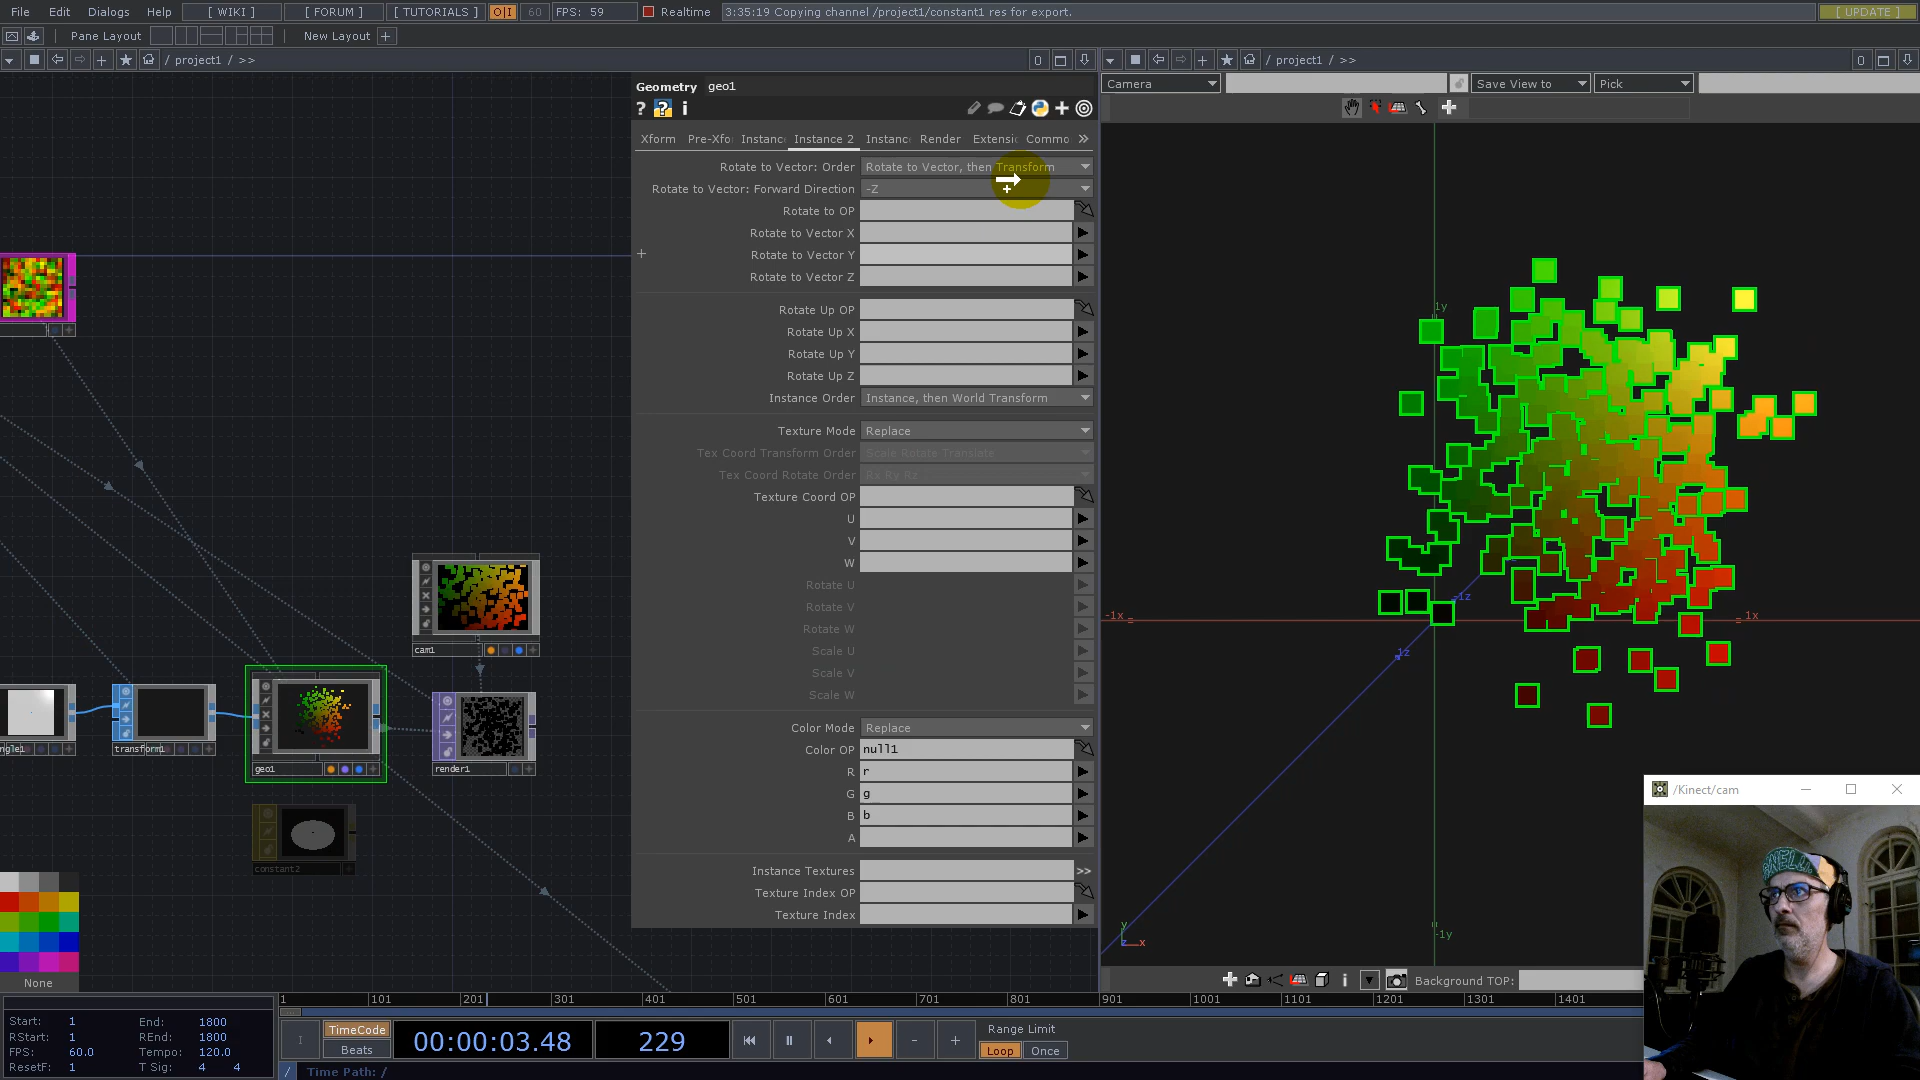 File Edit Dialogs Help [ WIKI ] [ FORUM ] [ TUTORIALS ] O|I 60 FPS: 59 Realtime 3:35:19 Copying channel /project1/constant1 res for export. [ UPDATE ]
Pane Layout New Layout +
/ project1 / >> 0 / project1 / >> 0
Geometry geo1
Camera Save View to Pick
? ? i
Xform Pre-Xfo Instanc Instance 2 Instanc Render Extensi Commo >>
Rotate to Vector: Order Rotate to Vector, then Transform
Rotate to Vector: Forward Direction -Z
Rotate to OP
Rotate to Vector X
Rotate to Vector Y
Rotate to Vector Z
Rotate Up OP
Rotate Up X
Rotate Up Y
Rotate Up Z
Instance Order Instance, then World Transform
Texture Mode Replace
Tex Coord Transform Order Scale Rotate Translate
Tex Coord Rotate Order Rx Ry Rz
Texture Coord OP
U
V
W
Rotate U
Rotate V
Rotate W
Scale U
Scale V
Scale W
Color Mode Replace
Color OP null1
R r
G g
B b
A
Instance Textures >>
Texture Index OP
Texture Index
cam1
ngle1 transform1 geo1 render1
constant2
None
1y
-1x 1x
-1z
1z
-1y
y
z x
i Background TOP:
/Kinect/cam
1 101 201 301 401 501 601 701 801 901 1001 1101 1201 1301 1401
Start: 1 End: 1800
RStart: 1 REnd: 1800
FPS: 60.0 Tempo: 120.0
ResetF: 1 T Sig: 4 4
I TimeCode Beats 00:00:03.48 229 - +
Range Limit
Loop Once
/ Time Path: /